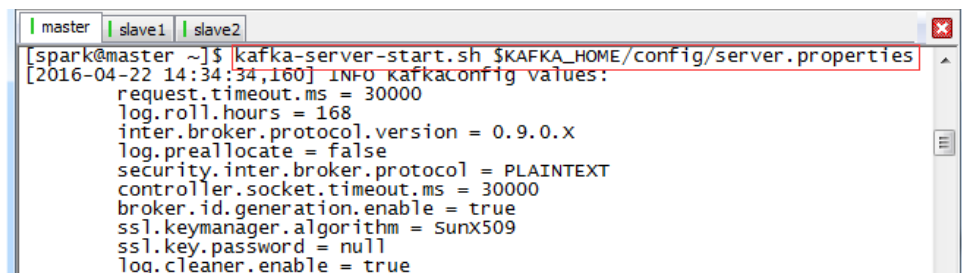 master slave1 slave2
[spark@master ~]$ kafka-server-start.sh $KAFKA_HOME/config/server.properties
[2016-04-22 14:34:34,160] INFO KafkaConfig values:
request.timeout.ms = 30000
log.roll.hours = 168
inter.broker.protocol.version = 0.9.0.X
log.preallocate = false
security.inter.broker.protocol = PLAINTEXT
controller.socket.timeout.ms = 30000
broker.id.generation.enable = true
ssl.keymanager.algorithm = SunX509
ssl.key.password = null
log.cleaner.enable = true